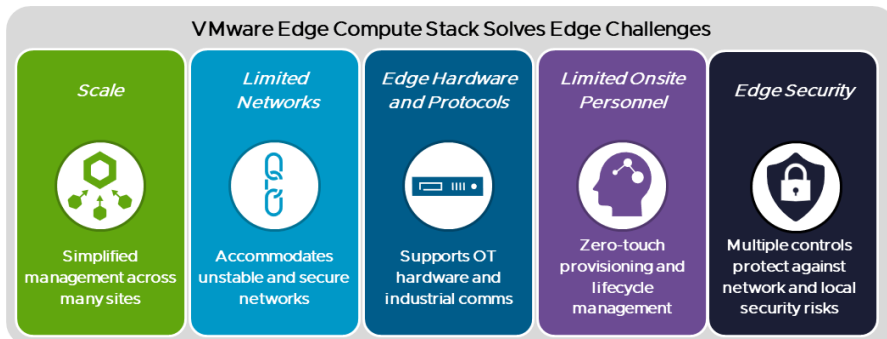 VMware Edge Compute Stack Solves Edge Challenges
Scale
Simplified
management across
many sites
Limited
Networks
Accommodates
unstable and secure
networks
Edge Hardware
and Protocols
Supports OT
hardware and
industrial comms
Limited Onsite
Personnel
Zero-touch
provisioning and
lifecycle
management
Edge Security
Multiple controls
protect against
network and local
security risks